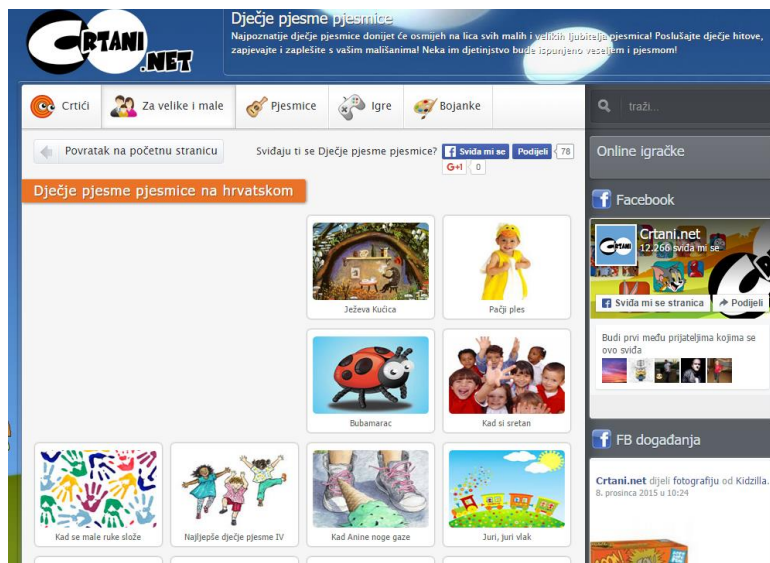 CRTANI
.NET
Dječje pjesme pjesmice
Najpoznatije dječje pjesmice donijet će osmijeh na lica svih malih i velikih ljubitelja pjesmica! Poslušajte dječje hitove,
zapjevajte i zaplešite s vašim mališanima! Neka im djetinjstvo bude ispunjeno veseljem i pjesmom!
Crtići
Za velike i male
Pjesmice
Igre
Bojanke
traži...
Povratak na početnu stranicu
Sviđaju ti se Dječje pjesme pjesmice?
Sviđa mi se
Podijeli
78
G+1
0
Dječje pjesme pjesmice na hrvatskom
Ježeva Kućica
Pačji ples
Bubamarac
Kad si sretan
Kad se male ruke slože
Najljepše dječje pjesme IV
Kad Anine noge gaze
Juri, juri vlak
Online igračke
Facebook
CRTANI
Crtani.net
12.266 sviđa mi se
Sviđa mi se stranica
Podijeli
Budi prvi među prijateljima kojima se
ovo sviđa
FB događanja
Crtani.net dijeli fotografiju od Kidzilla.
8. prosinca 2015 u 10:24